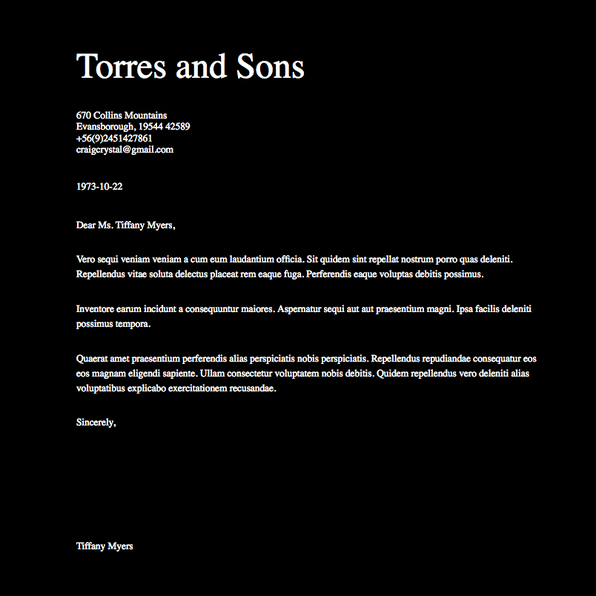 Torres and Sons
670 Collins Mountains
Evansborough, 19544 42589
+56(9)2451427861
craigcrystal@gmail.com
1973-10-22
Dear Ms. Tiffany Myers,
Vero sequi veniam veniam a cum eum laudantium officia. Sit quidem sint repellat nostrum porro quas deleniti.
Repellendus vitae soluta delectus placeat rem eaque fuga. Perferendis eaque voluptas debitis possimus.
Inventore earum incidunt a consequuntur maiores. Aspernatur sequi aut aut praesentium magni. Ipsa facilis deleniti
possimus tempora.
Quaerat amet praesentium perferendis alias perspiciatis nobis perspiciatis. Repellendus repudiandae consequatur eos
eos magnam eligendi sapiente. Ullam consectetur voluptatem nobis debitis. Quidem repellendus vero deleniti alias
voluptatibus explicabo exercitationem recusandae.
Sincerely,
Tiffany Myers